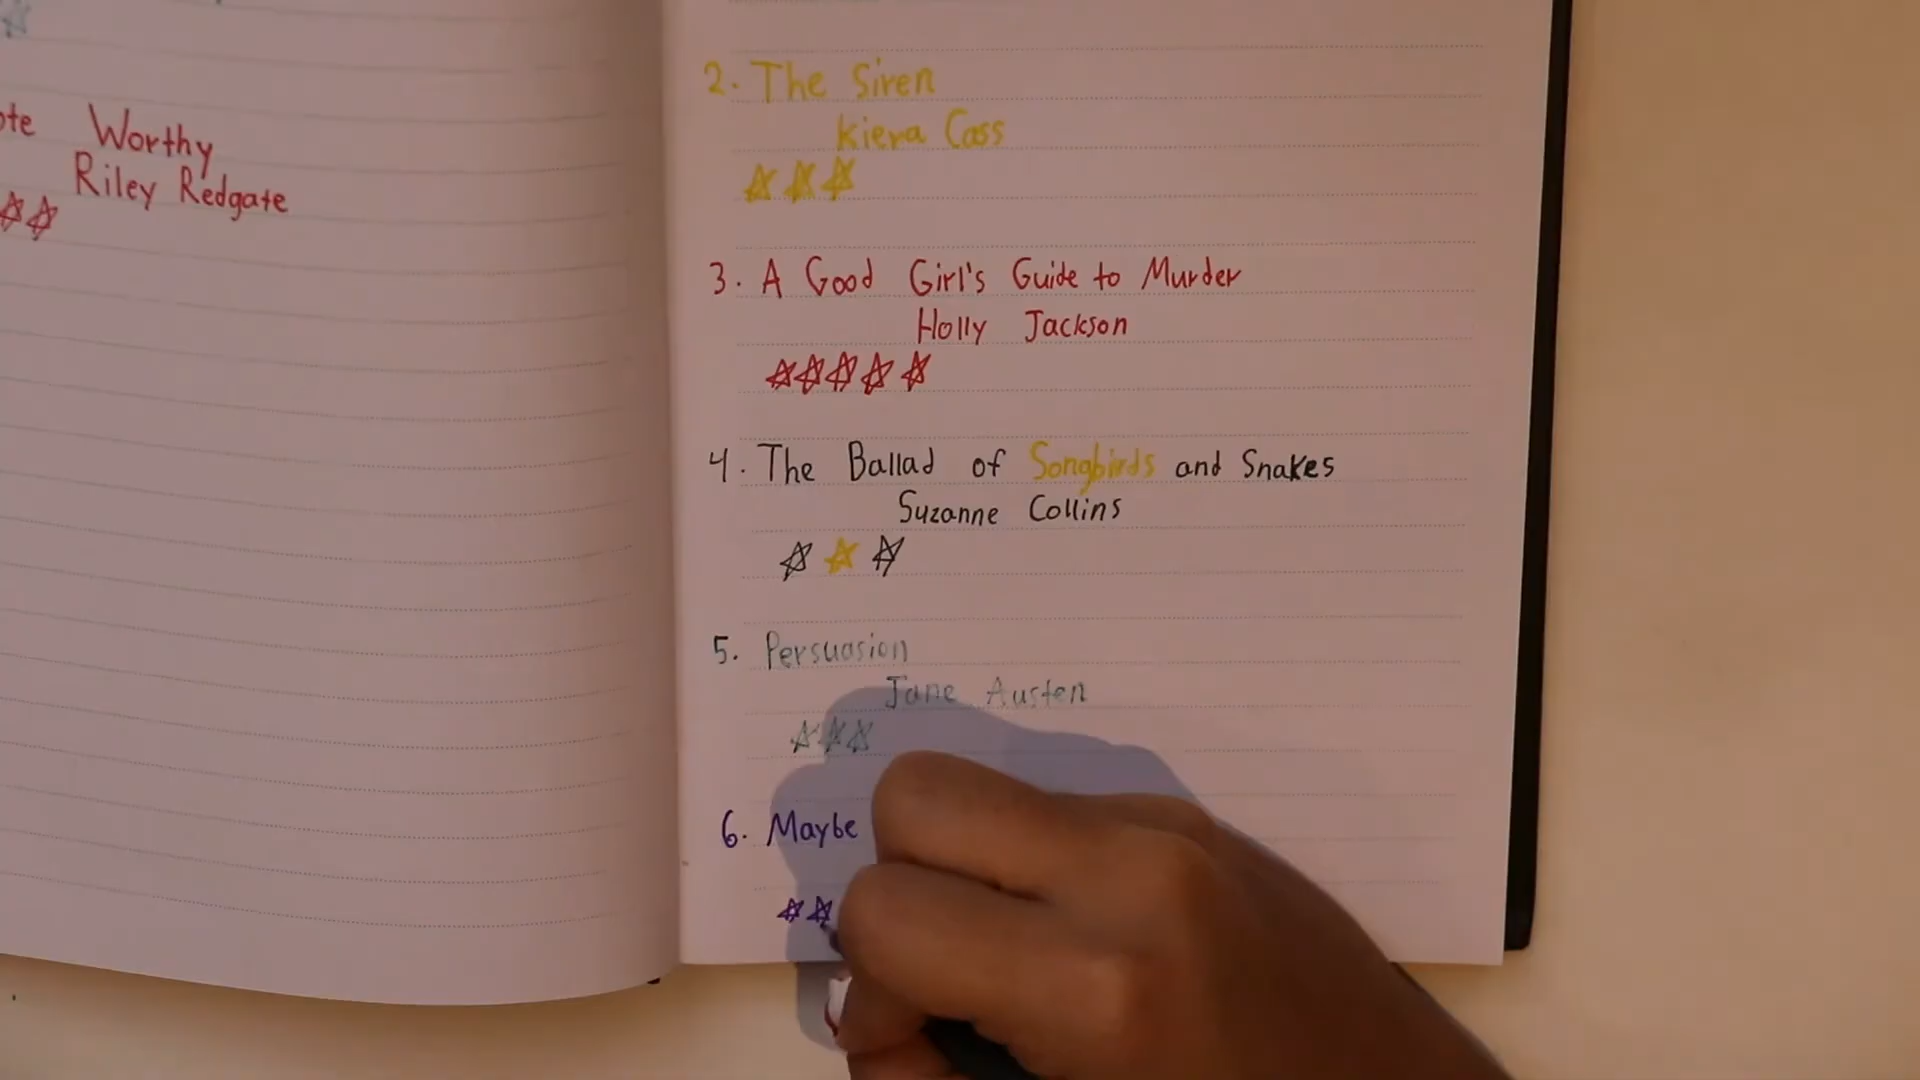 Worthy
Riley Redgate
2. The Siren
Kiera Cass
3. A Good Girl's Guide to Murder
Holly Jackson
4. The Ballad of Songbirds and Snakes
Suzanne Collins
5. Persuasion
Jane Austen
6. Maybe